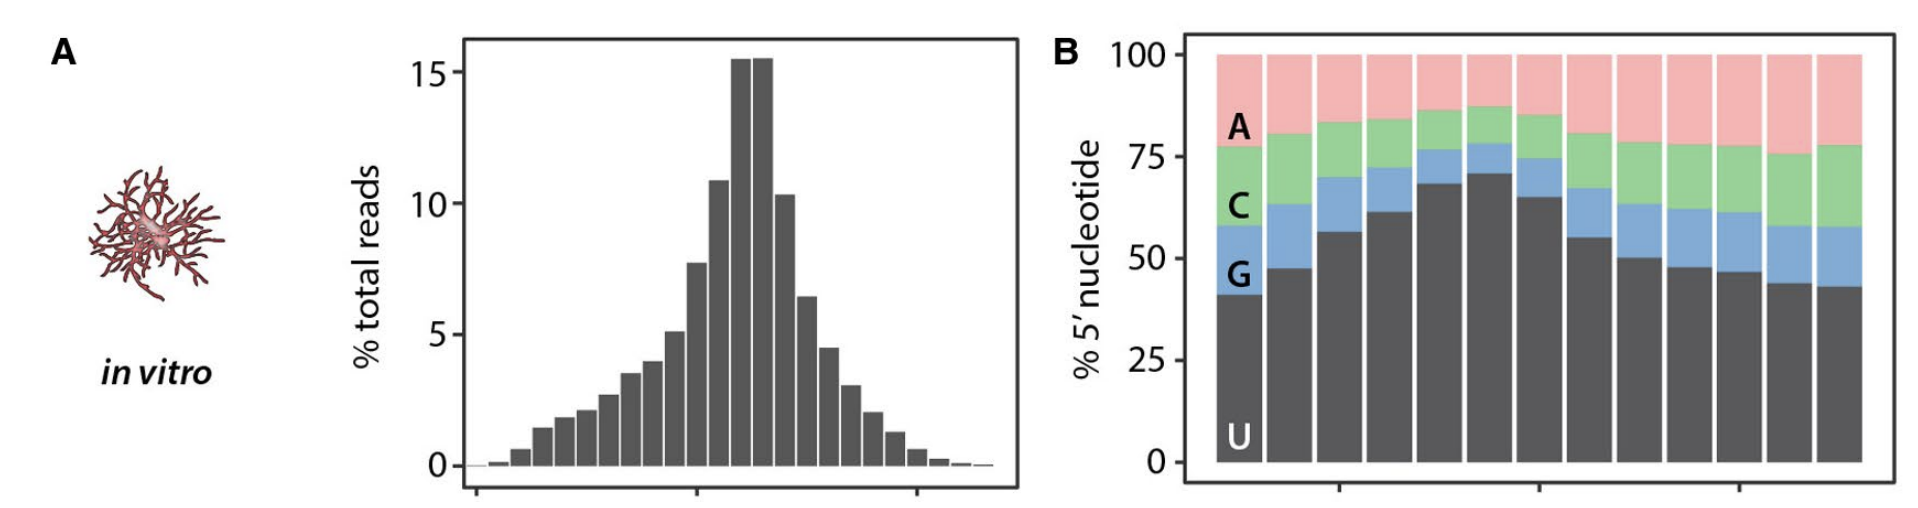 A
in vitro
% total reads
15
10
5
0
B
% 5′ nucleotide
100
75
50
25
0
A
C
G
U